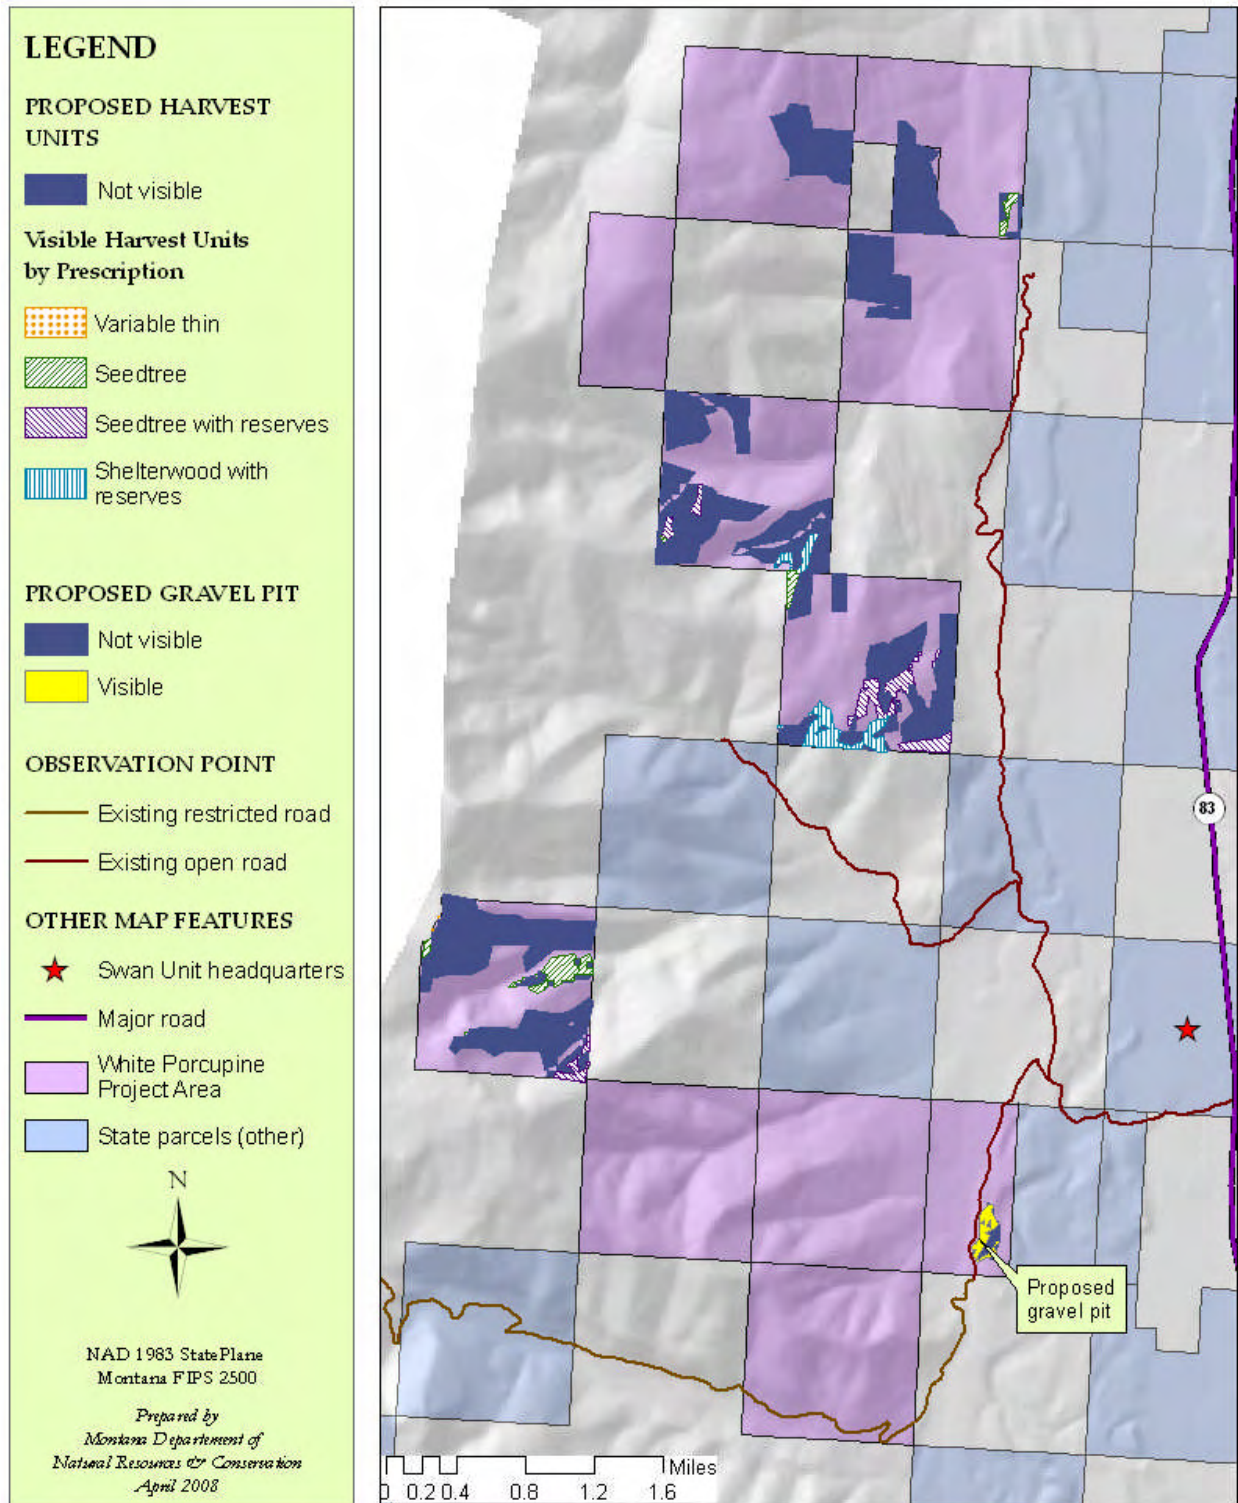 LEGEND
PROPOSED HARVEST
UNITS
Not visible
Visible Harvest Units
by Prescription
Variable thin
Seedtree
Seedtree with reserves
Shelterwood with
reserves
PROPOSED GRAVEL PIT
Not visible
Visible
OBSERVATION POINT
Existing restricted road
Existing open road
OTHER MAP FEATURES
Swan Unit headquarters
Major road
White Porcupine
Project Area
State parcels (other)
N
NAD 1983 StatePlane
Montana FIPS 2500
Prepared by
Montana Departement of
Natural Resources & Conservation
April 2008
83
Proposed
gravel pit
Miles
0 0.2 0.4 0.8 1.2 1.6